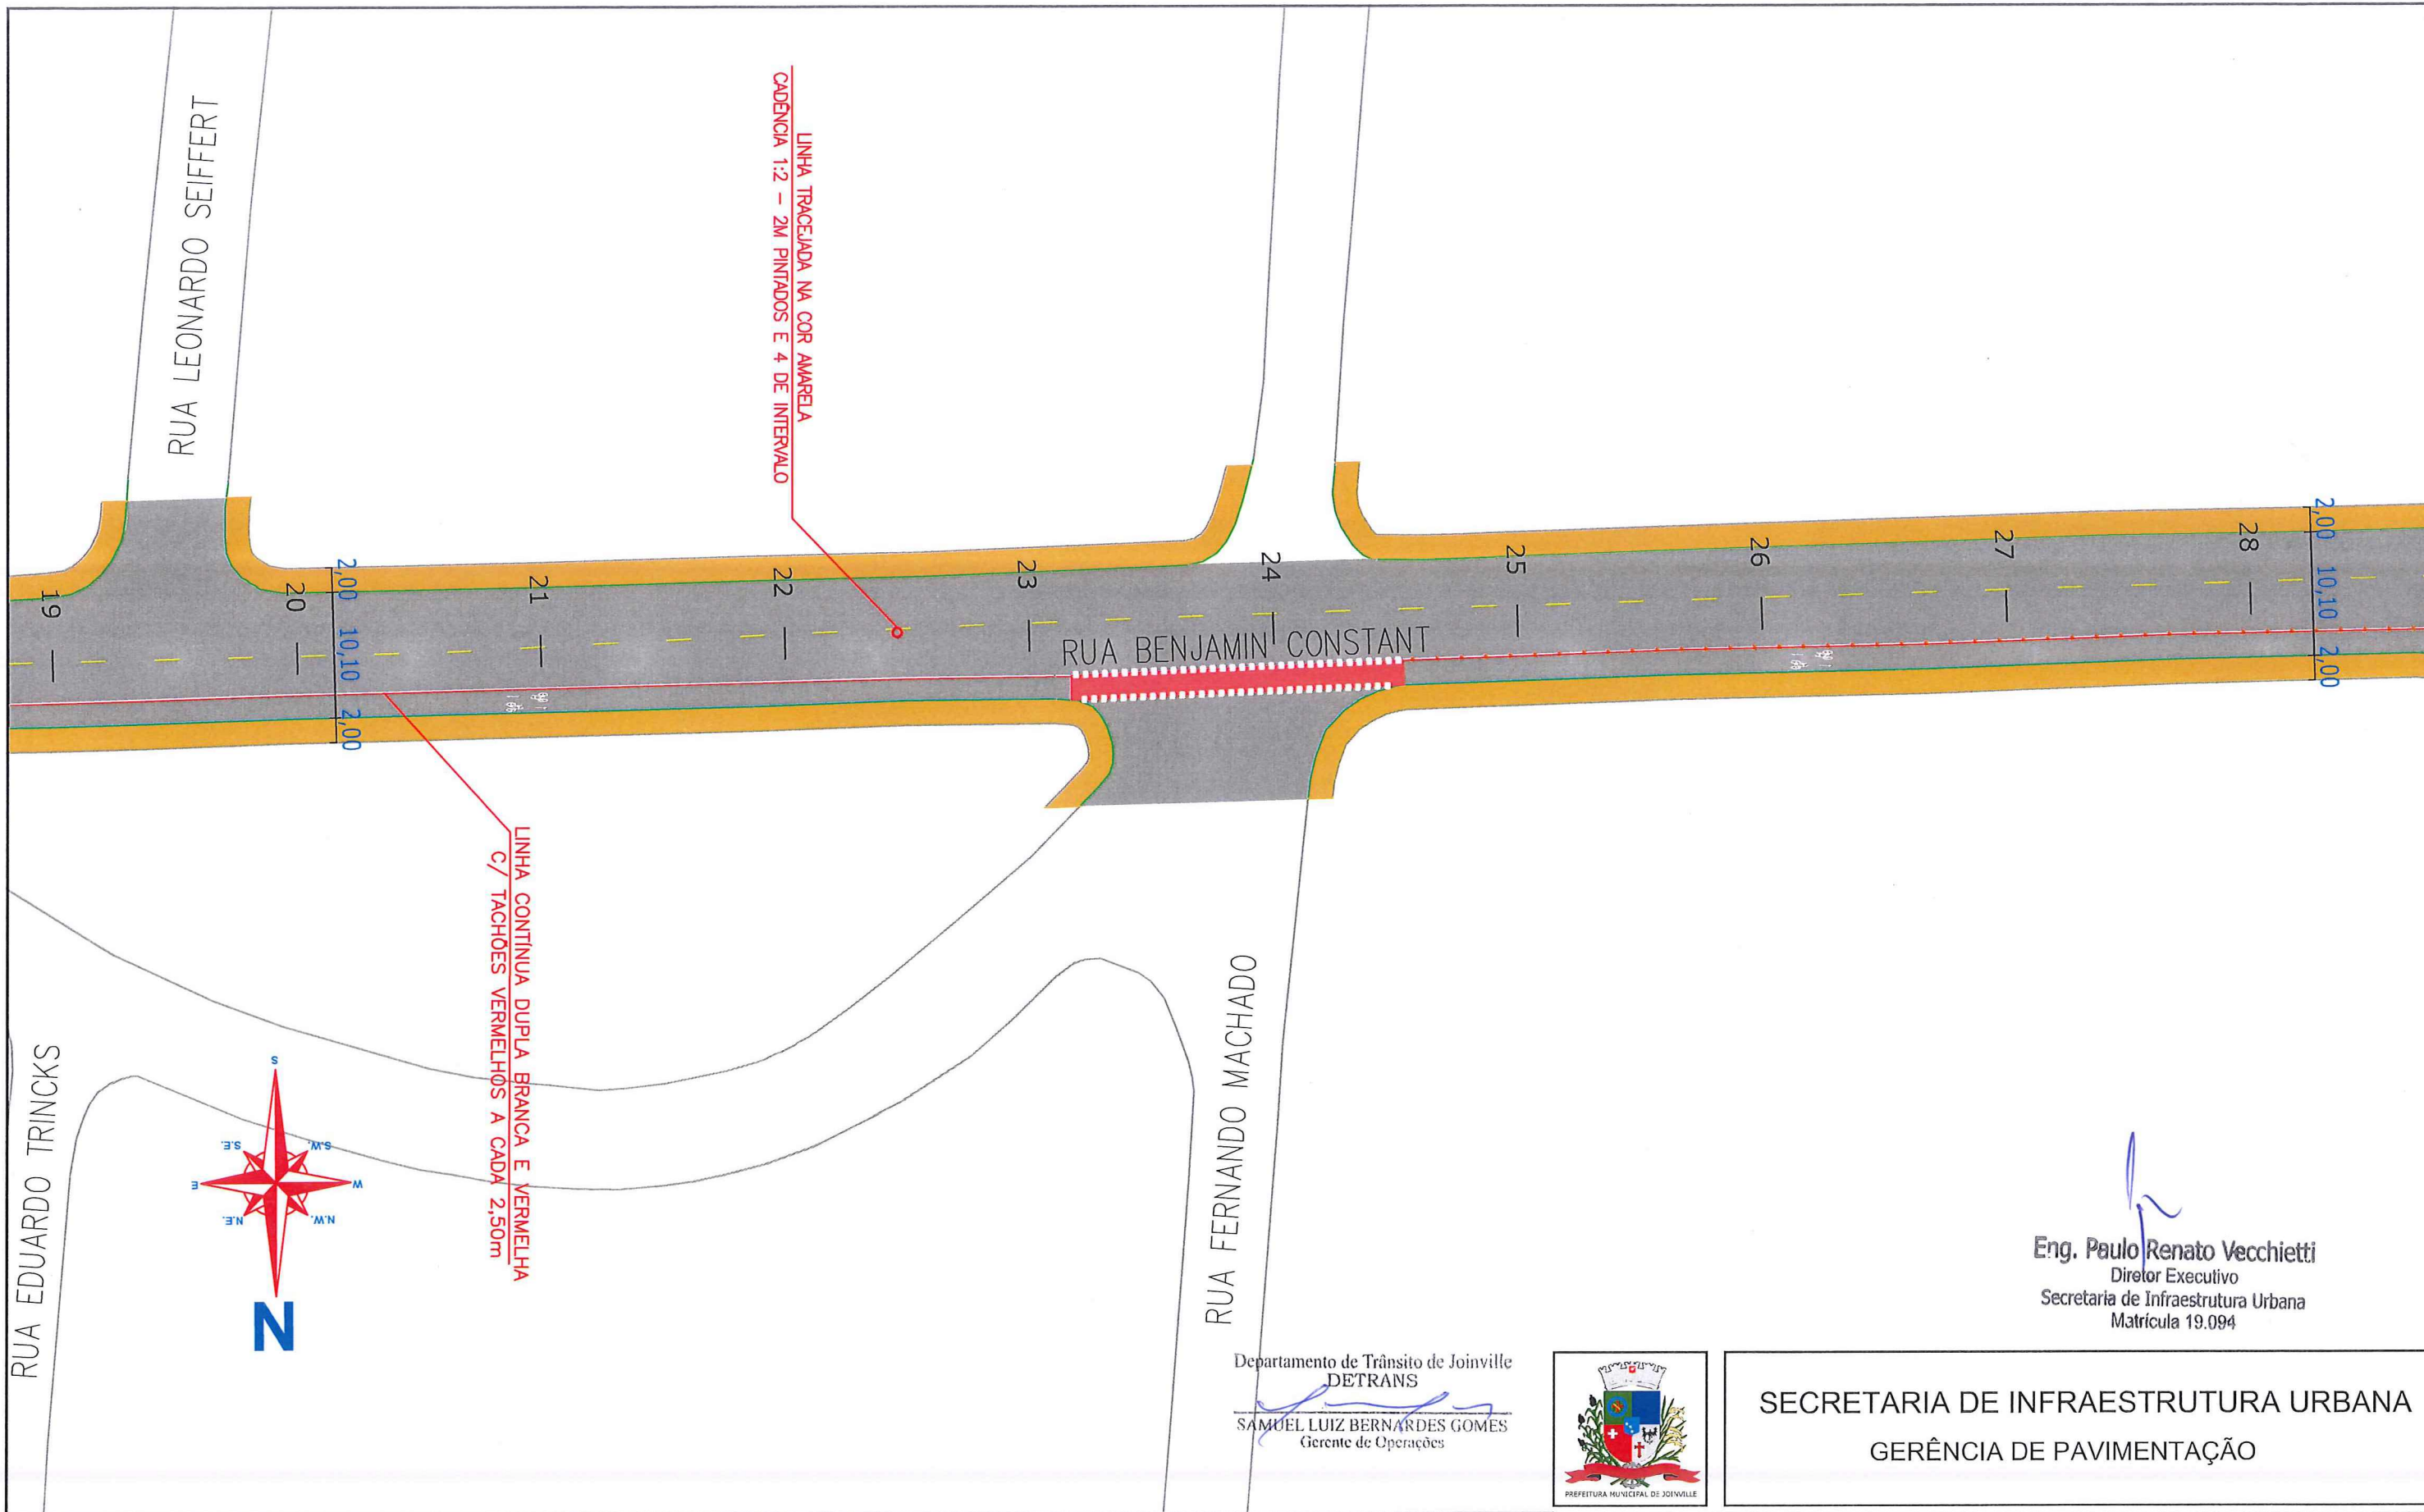 RUA LEONARDO SEIFFERT
LINHA TRACEJADA NA COR AMARELA
CADÊNCIA 1:2 - 2M PINTADOS E 4 DE INTERVALO
19
20
21
22
23
24
25
26
27
28
2,00
10,10
2,00
2,00
10,10
2,00
RUA BENJAMIN CONSTANT
LINHA CONTÍNUA DUPLA BRANCA E VERMELHA
C/ TACHÕES VERMELHOS A CADA 2,50m
RUA EDUARDO TRINCKS
RUA FERNANDO MACHADO
S
S.E.
S.W.
E
W
N.E.
N.W.
N
Eng. Paulo Renato Vecchietti
Diretor Executivo
Secretaria de Infraestrutura Urbana
Matrícula 19.094
Departamento de Trânsito de Joinville
DETRANS
SAMUEL LUIZ BERNARDES GOMES
Gerente de Operações
PREFEITURA MUNICIPAL DE JOINVILLE
SECRETARIA DE INFRAESTRUTURA URBANA
GERÊNCIA DE PAVIMENTAÇÃO